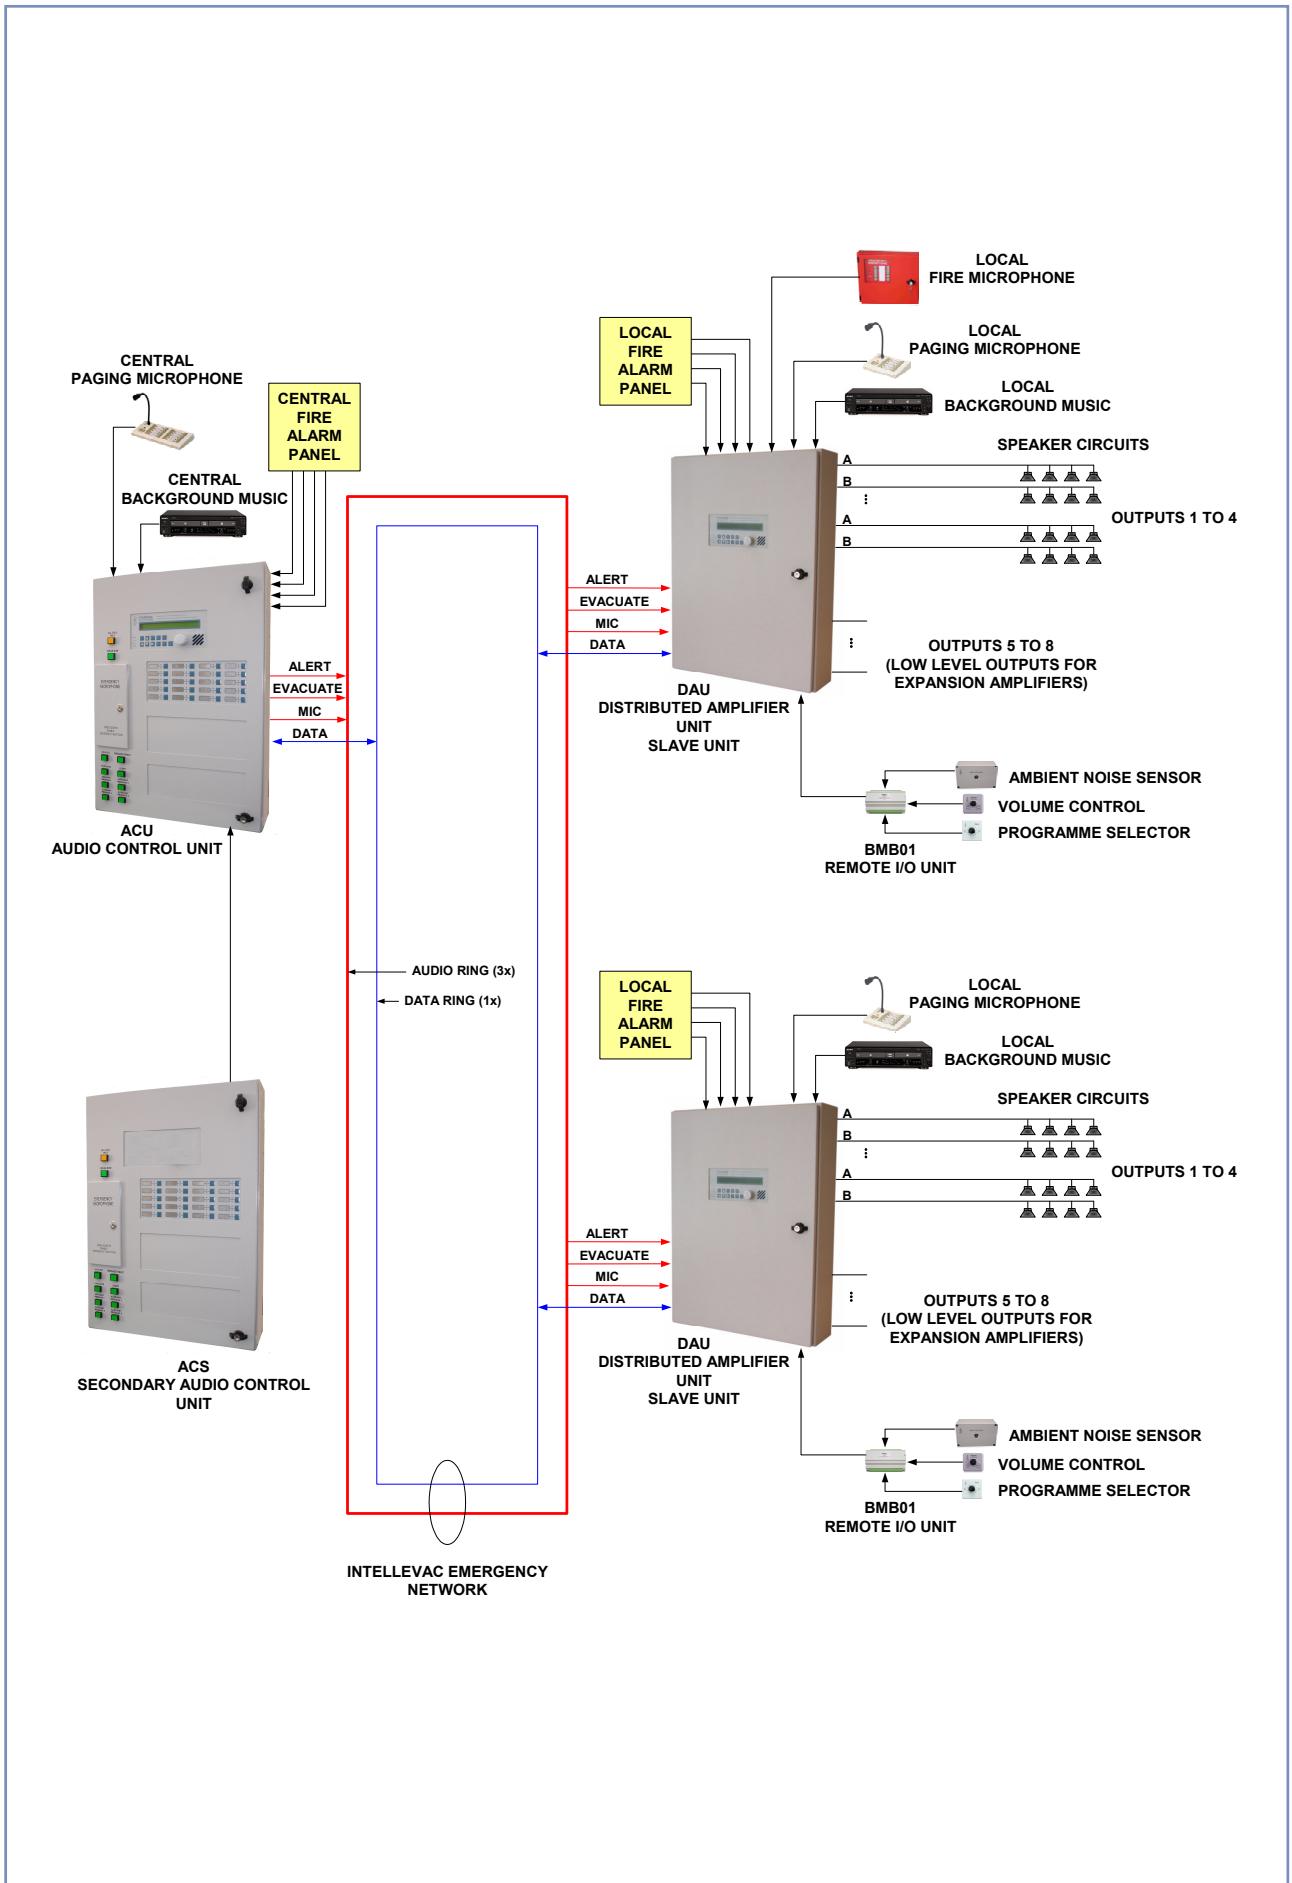 LOCAL
FIRE MICROPHONE
LOCAL
FIRE
ALARM
PANEL
LOCAL
PAGING MICROPHONE
CENTRAL
PAGING MICROPHONE
CENTRAL
FIRE
ALARM
PANEL
LOCAL
BACKGROUND MUSIC
SPEAKER CIRCUITS
A
B
OUTPUTS 1 TO 4
A
B
CENTRAL
BACKGROUND MUSIC
ALERT
EVACUATE
MIC
DATA
ALERT
EVACUATE
MIC
DATA
OUTPUTS 5 TO 8
(LOW LEVEL OUTPUTS FOR
EXPANSION AMPLIFIERS)
DAU
DISTRIBUTED AMPLIFIER
UNIT
SLAVE UNIT
AMBIENT NOISE SENSOR
VOLUME CONTROL
PROGRAMME SELECTOR
BMB01
REMOTE I/O UNIT
EMERGENCY
MICROPHONE
ACU
AUDIO CONTROL UNIT
AUDIO RING (3x)
DATA RING (1x)
LOCAL
FIRE
ALARM
PANEL
LOCAL
PAGING MICROPHONE
LOCAL
BACKGROUND MUSIC
SPEAKER CIRCUITS
A
B
OUTPUTS 1 TO 4
A
B
ALERT
EVACUATE
MIC
DATA
OUTPUTS 5 TO 8
(LOW LEVEL OUTPUTS FOR
EXPANSION AMPLIFIERS)
DAU
DISTRIBUTED AMPLIFIER
UNIT
SLAVE UNIT
EMERGENCY
MICROPHONE
ACS
SECONDARY AUDIO CONTROL
UNIT
AMBIENT NOISE SENSOR
VOLUME CONTROL
PROGRAMME SELECTOR
BMB01
REMOTE I/O UNIT
INTELLEVAC EMERGENCY
NETWORK